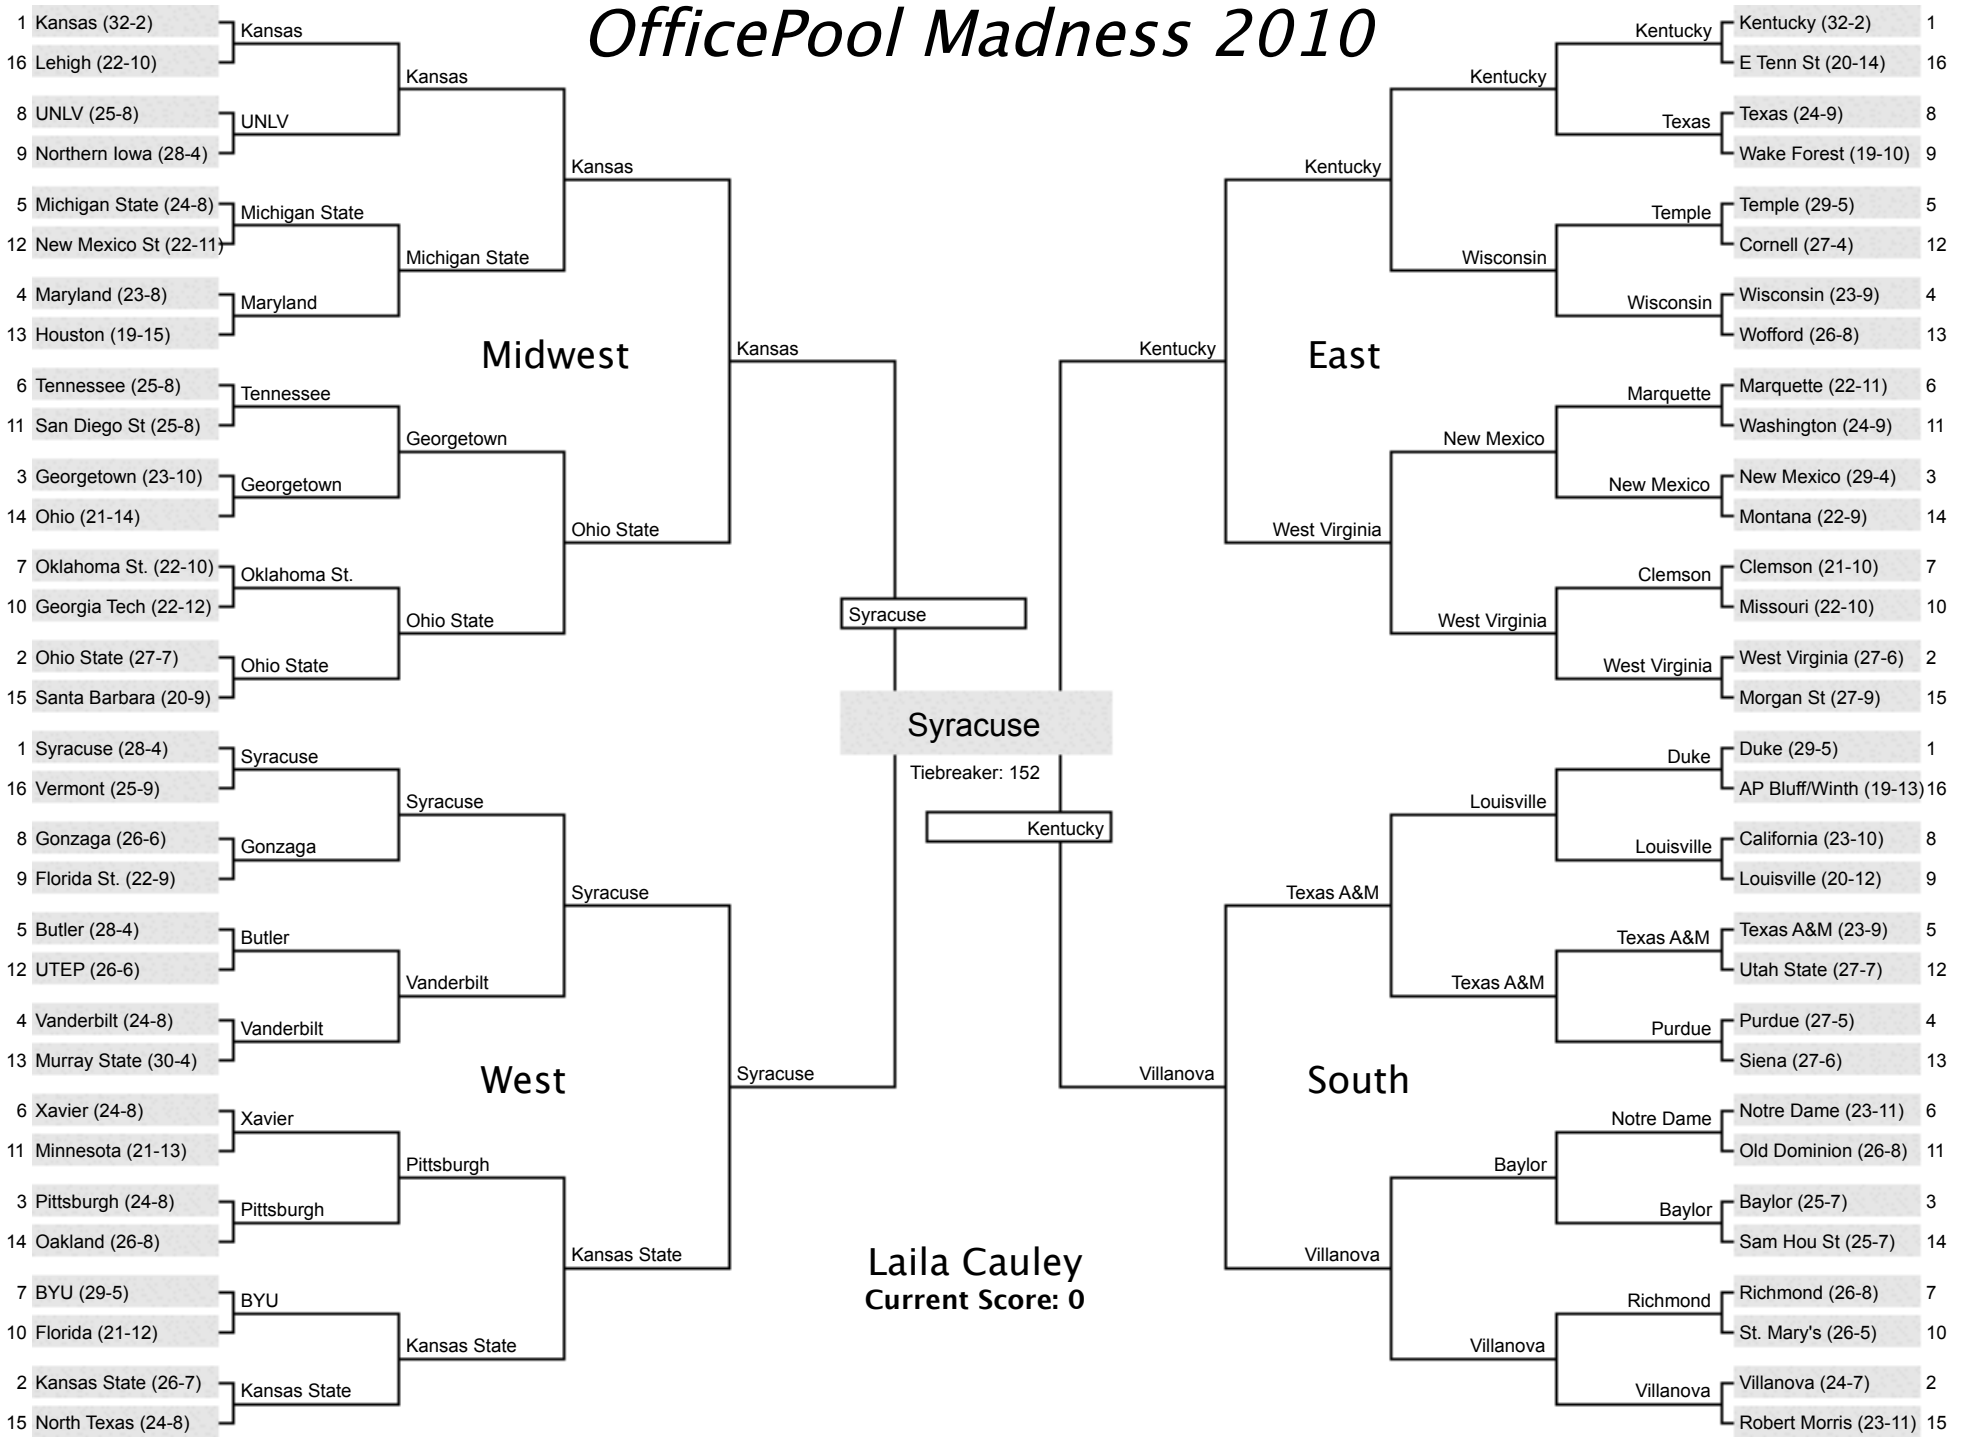 OfficePool Madness 2010
1 Kansas (32-2)
16 Lehigh (22-10)
8 UNLV (25-8)
9 Northern Iowa (28-4)
5 Michigan State (24-8)
12 New Mexico St (22-11)
4 Maryland (23-8)
13 Houston (19-15)
6 Tennessee (25-8)
11 San Diego St (25-8)
3 Georgetown (23-10)
14 Ohio (21-14)
7 Oklahoma St. (22-10)
10 Georgia Tech (22-12)
2 Ohio State (27-7)
15 Santa Barbara (20-9)
Kansas
UNLV
Michigan State
Maryland
Tennessee
Georgetown
Oklahoma St.
Ohio State
Kansas
Michigan State
Georgetown
Ohio State
Kansas
Ohio State
Midwest
Kansas
1 Syracuse (28-4)
16 Vermont (25-9)
8 Gonzaga (26-6)
9 Florida St. (22-9)
5 Butler (28-4)
12 UTEP (26-6)
4 Vanderbilt (24-8)
13 Murray State (30-4)
6 Xavier (24-8)
11 Minnesota (21-13)
3 Pittsburgh (24-8)
14 Oakland (26-8)
7 BYU (29-5)
10 Florida (21-12)
2 Kansas State (26-7)
15 North Texas (24-8)
Syracuse
Gonzaga
Butler
Vanderbilt
Xavier
Pittsburgh
BYU
Kansas State
Syracuse
Vanderbilt
Pittsburgh
Kansas State
Syracuse
Kansas State
West
Syracuse
Syracuse
Syracuse
Tiebreaker: 152
Kentucky
Laila Cauley
Current Score: 0
Kentucky
East
Kentucky
West Virginia
Kentucky
Wisconsin
New Mexico
West Virginia
Kentucky
Texas
Temple
Wisconsin
Marquette
New Mexico
Clemson
West Virginia
Kentucky (32-2) 1
E Tenn St (20-14) 16
Texas (24-9) 8
Wake Forest (19-10) 9
Temple (29-5) 5
Cornell (27-4) 12
Wisconsin (23-9) 4
Wofford (26-8) 13
Marquette (22-11) 6
Washington (24-9) 11
New Mexico (29-4) 3
Montana (22-9) 14
Clemson (21-10) 7
Missouri (22-10) 10
West Virginia (27-6) 2
Morgan St (27-9) 15
Villanova
South
Texas A&M
Villanova
Louisville
Texas A&M
Baylor
Villanova
Duke
Louisville
Texas A&M
Purdue
Notre Dame
Baylor
Richmond
Villanova
Duke (29-5) 1
AP Bluff/Winth (19-13) 16
California (23-10) 8
Louisville (20-12) 9
Texas A&M (23-9) 5
Utah State (27-7) 12
Purdue (27-5) 4
Siena (27-6) 13
Notre Dame (23-11) 6
Old Dominion (26-8) 11
Baylor (25-7) 3
Sam Hou St (25-7) 14
Richmond (26-8) 7
St. Mary's (26-5) 10
Villanova (24-7) 2
Robert Morris (23-11) 15